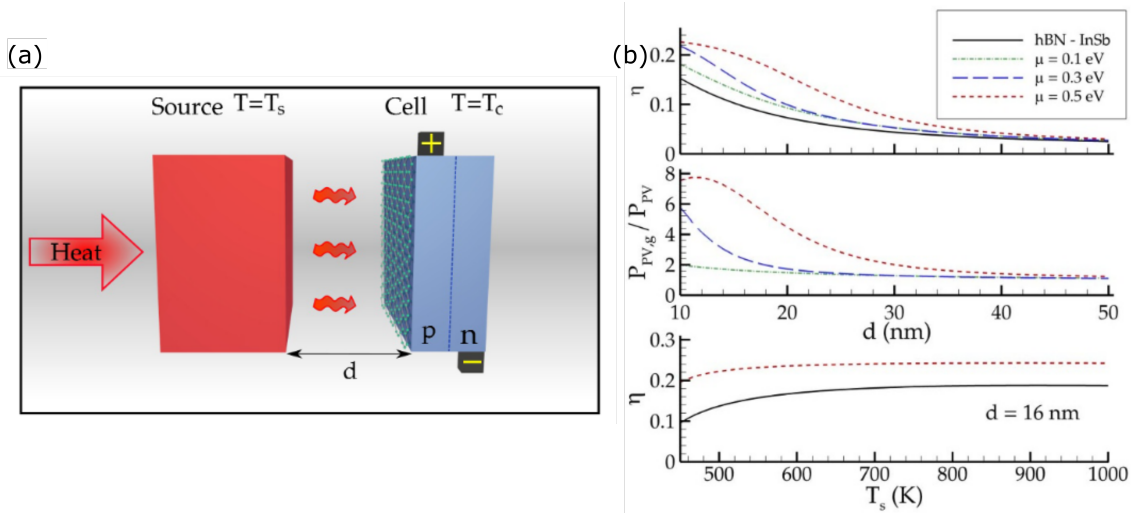 (a)
Source T=Tₛ
Cell T=T꜀
+
Heat
p
n
−
d
(b)
hBN - InSb
μ = 0.1 eV
μ = 0.3 eV
μ = 0.5 eV
η
0.2
0.1
0
P_PV,g / P_PV
8
6
4
2
0
10 20 30 40 50
d (nm)
η
0.3
0.2
0.1
0
d = 16 nm
500 600 700 800 900 1000
Tₛ (K)